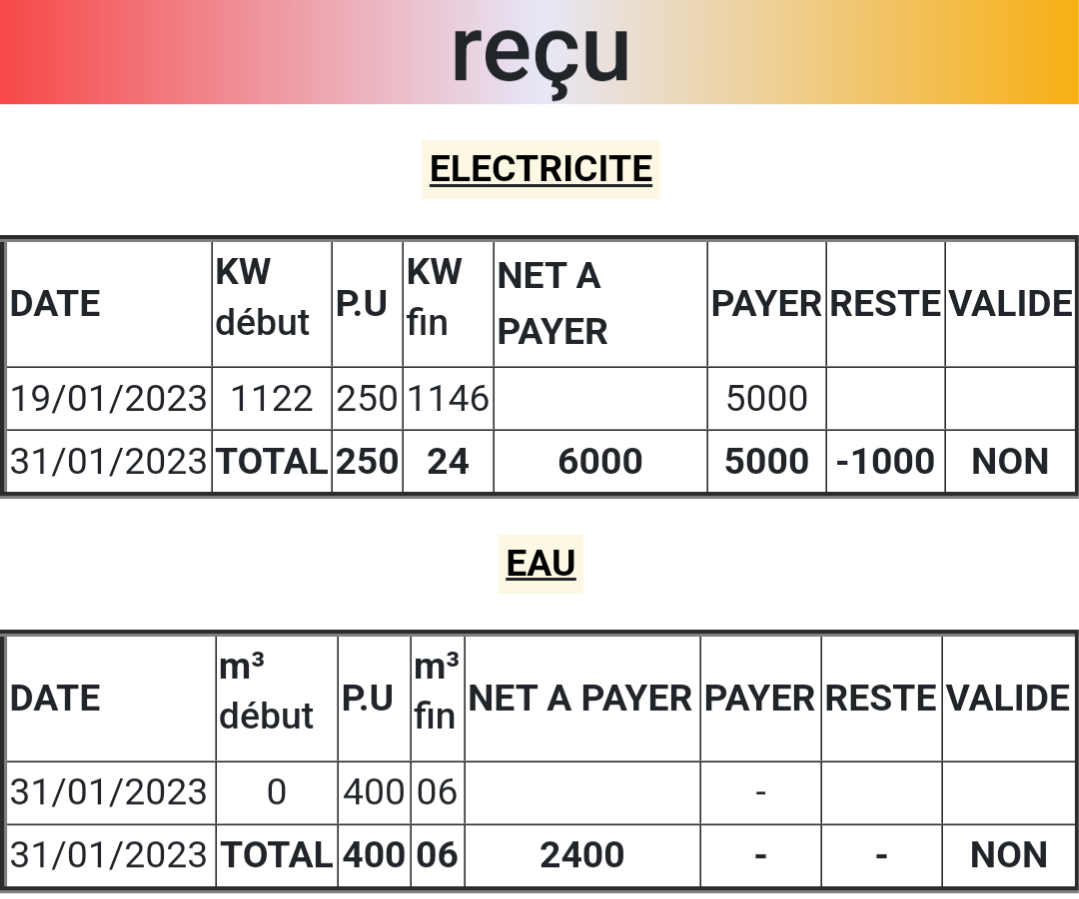 reçu
ELECTRICITE
DATE KW début P.U KW fin NET A PAYER PAYER RESTE VALIDE
19/01/2023 1122 250 1146 5000
31/01/2023 TOTAL 250 24 6000 5000 -1000 NON
EAU
DATE m³ début P.U m³ fin NET A PAYER PAYER RESTE VALIDE
31/01/2023 0 400 06 -
31/01/2023 TOTAL 400 06 2400 - - NON